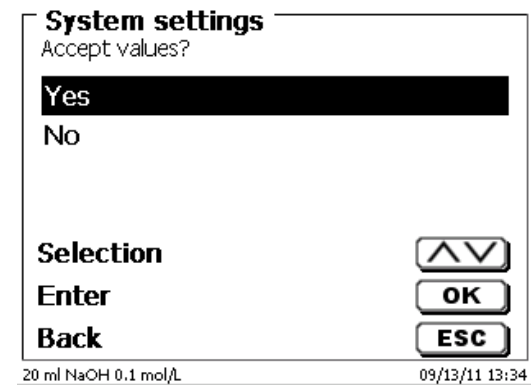 System settings
Accept values?
Yes
No
Selection
Enter OK
Back ESC
20 ml NaOH 0.1 mol/L 09/13/11 13:34